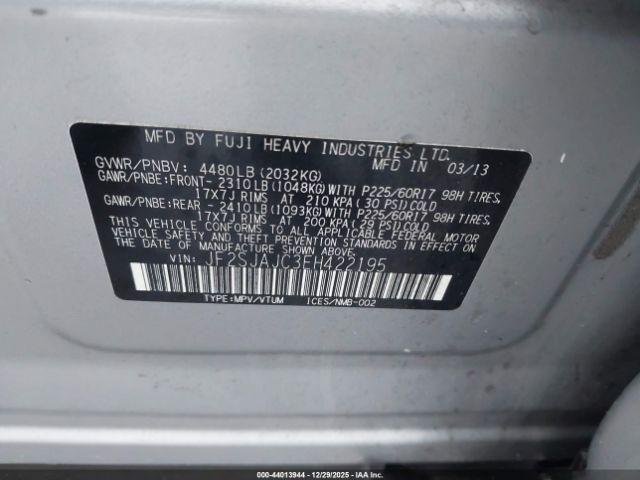 MFD BY FUJI HEAVY INDUSTRIES LTD.
GVWR/PNBV: 4480LB (2032KG) MFD IN 03/13
GAWR/PNBE:FRONT- 2310LB (1048KG) WITH P225/60R17 98H TIRES,
17X7J RIMS AT 210 KPA (30 PSI) COLD
GAWR/PNBE:REAR -2410LB (1093KG) WITH P225/60R17 98H TIRES,
17X7J RIMS AT 200 KPA (29 PSI) COLD
THIS VEHICLE CONFORMS TO ALL APPLICABLE FEDERAL MOTOR
VEHICLE SAFETY AND THEFT PREVENTION STANDARDS IN EFFECT
ON THE DATE OF MANUFACTURE SHOWN ABOVE.
VIN: JF2SJAJC3EH422195
TYPE:MPV/VTUM ICES/NMB-002
000-44013944 - 12/29/2025 - IAAI.com